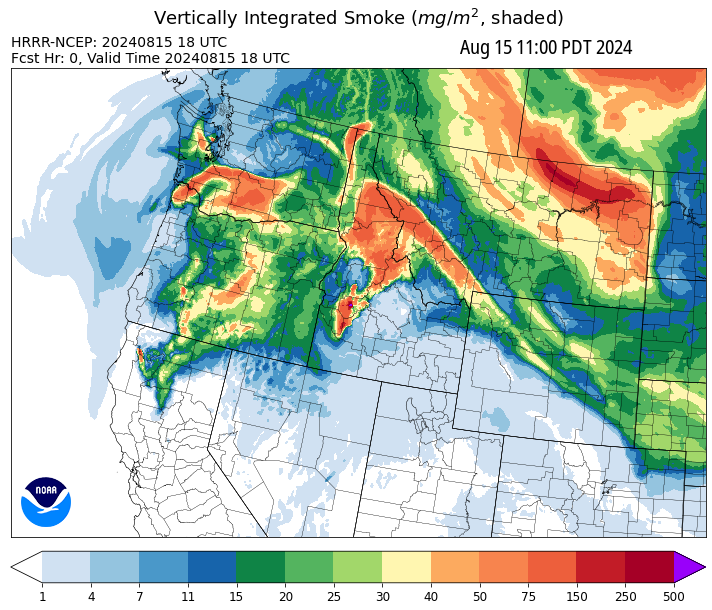 Vertically Integrated Smoke (mg/m², shaded)
HRRR-NCEP: 20240815 18 UTC
Fcst Hr: 0, Valid Time 20240815 18 UTC
Aug 15 11:00 PDT 2024
NOAA
1 4 7 11 15 20 25 30 40 50 75 150 250 500